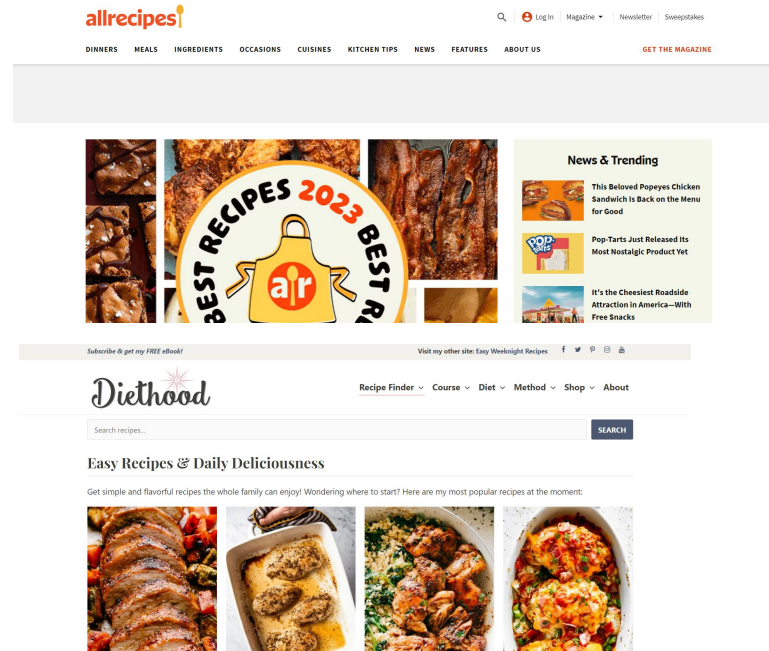 allrecipes
Log In Magazine Newsletter Sweepstakes
DINNERS MEALS INGREDIENTS OCCASIONS CUISINES KITCHEN TIPS NEWS FEATURES ABOUT US GET THE MAGAZINE
BEST RECIPES 2023 BEST RE
ar
News & Trending
This Beloved Popeyes Chicken
Sandwich Is Back on the Menu
for Good
POP-
TARTS
Pop-Tarts Just Released Its
Most Nostalgic Product Yet
It's the Cheesiest Roadside
Attraction in America—With
Free Snacks
Subscribe & get my FREE eBook! Visit my other site: Easy Weeknight Recipes
Diethood
Recipe Finder Course Diet Method Shop About
Search recipes... SEARCH
Easy Recipes & Daily Deliciousness
Get simple and flavorful recipes the whole family can enjoy! Wondering where to start? Here are my most popular recipes at the moment: